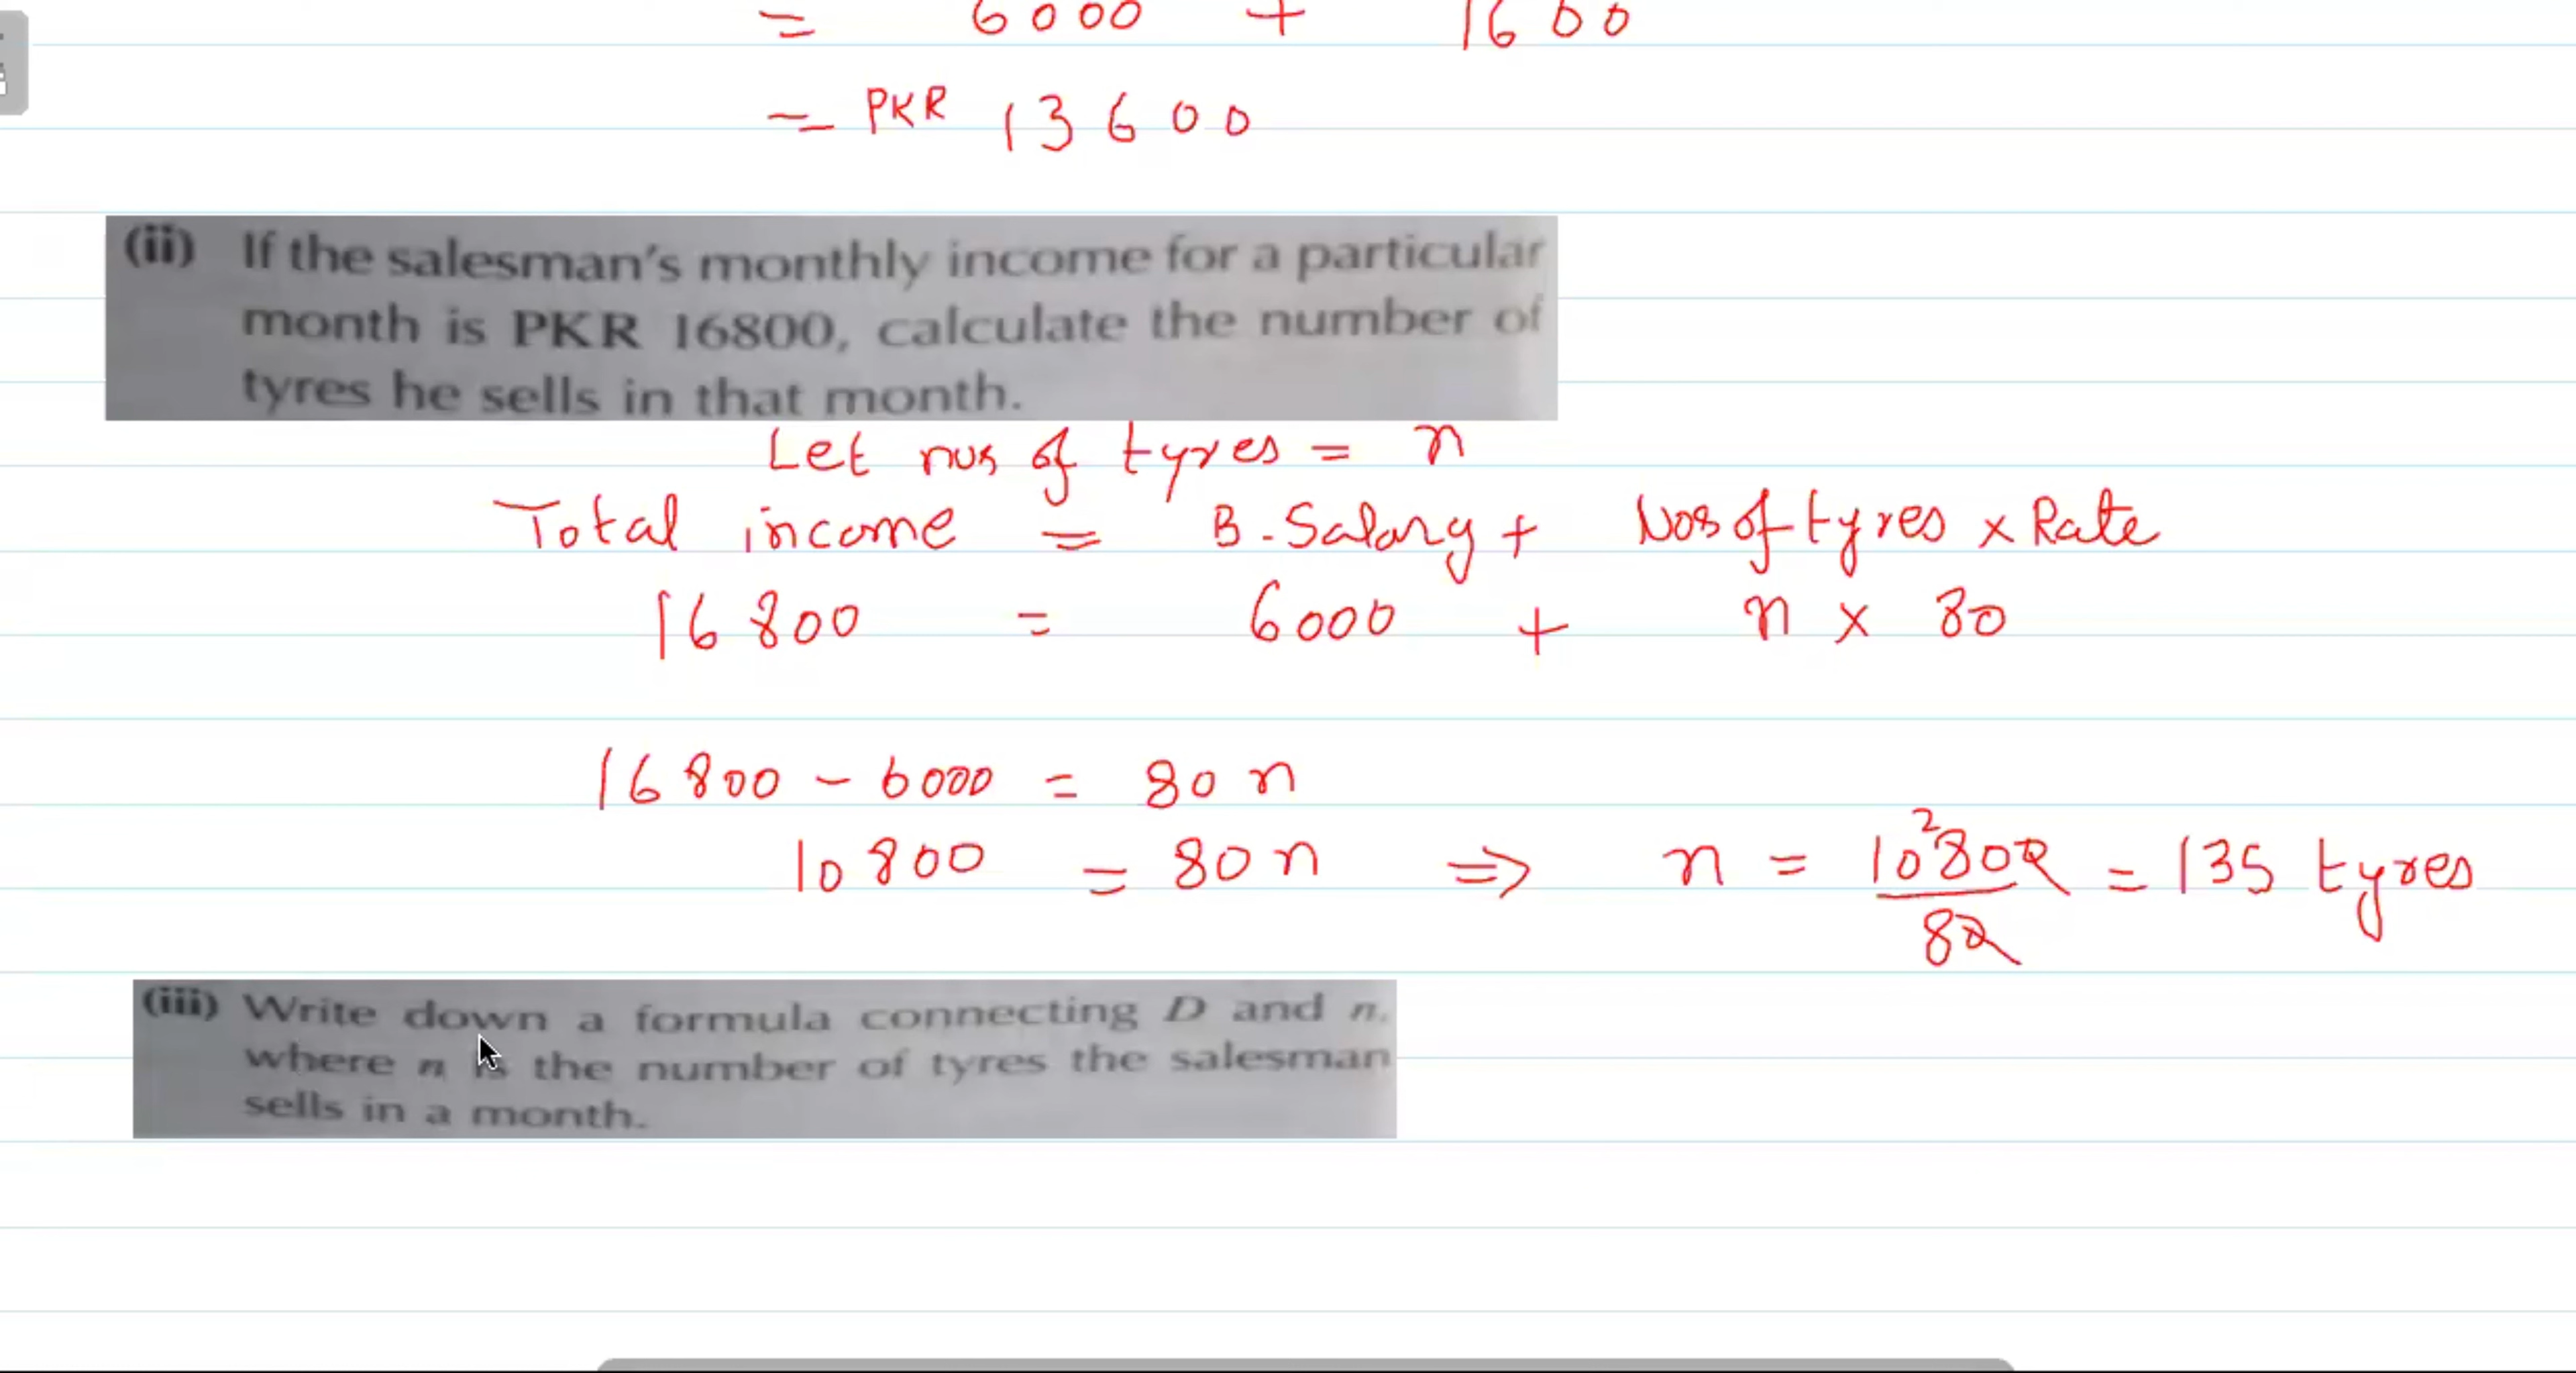 = 6000 + 1600
= PKR 13600
(ii) If the salesman's monthly income for a particular
month is PKR 16800, calculate the number of
tyres he sells in that month.
Let nos of tyres = n
Total income = B.Salary + Nos of tyres × Rate
16800 = 6000 + n × 80
16800 - 6000 = 80 n
10800 = 80 n ⇒ n = 10800/80 = 135 tyres
2
(iii) Write down a formula connecting D and n,
where n is the number of tyres the salesman
sells in a month.